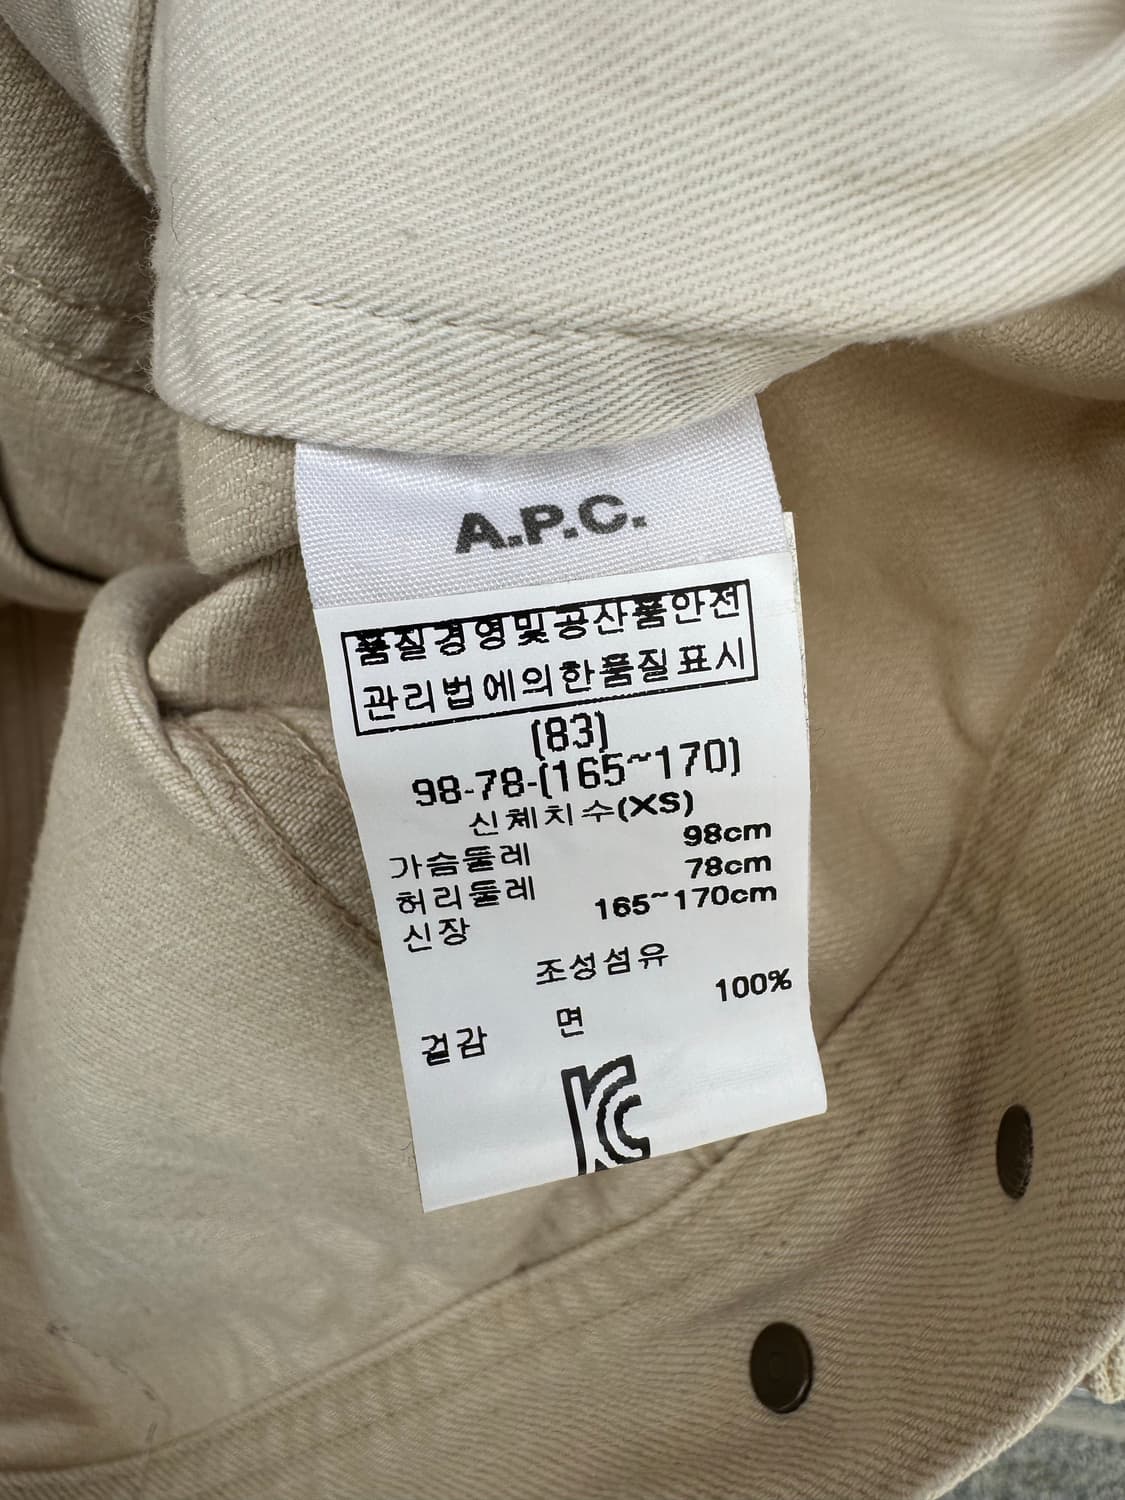 A.P.C.
품질경영및공산품안전
관리법에의한품질표시
(83)
98-78-(165~170)
신체치수(XS)
가슴둘레 98cm
허리둘레 78cm
신장 165~170cm
조성섬유
겉감 면 100%
KC